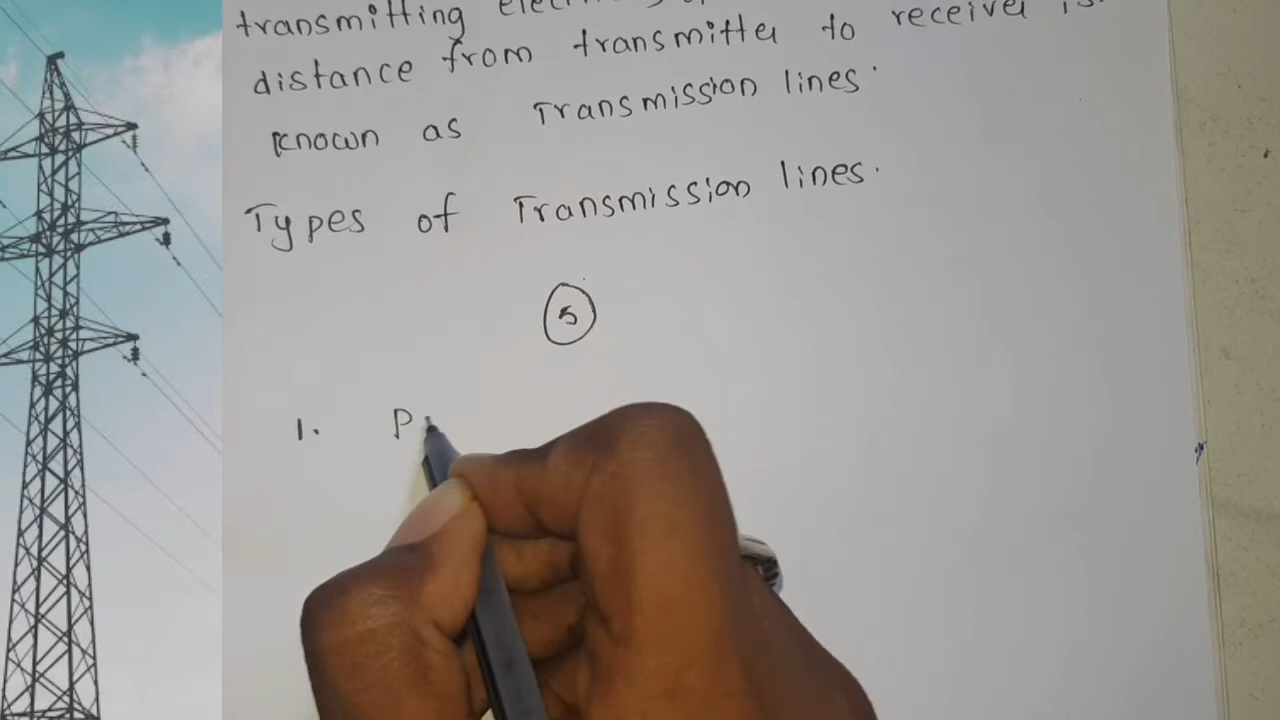 transmitting
distance from transmitter to receiver is
known as Transmission lines.
Types of Transmission lines.
5
1. P